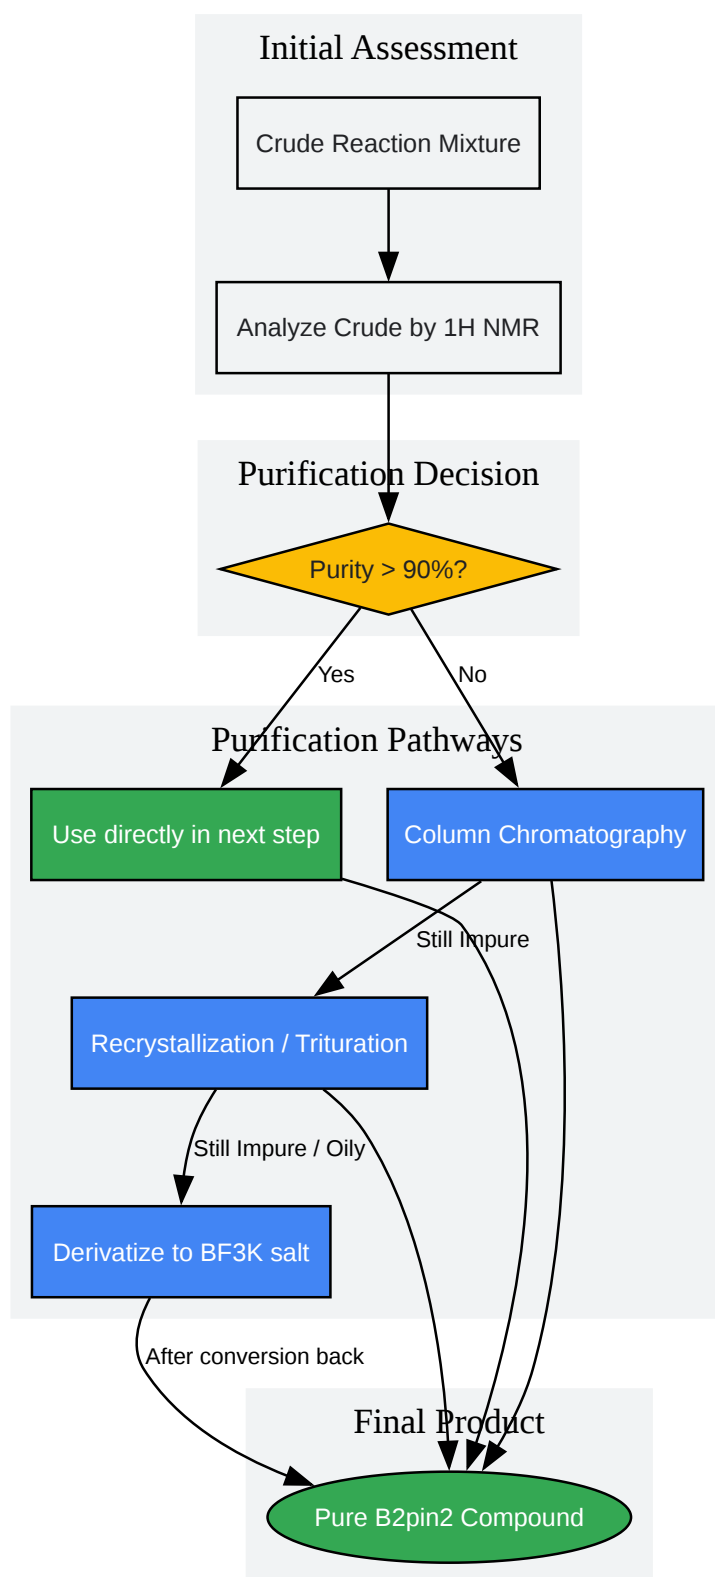 Initial Assessment
Crude Reaction Mixture
Analyze Crude by 1H NMR
Purification Decision
Purity > 90%?
Yes
No
Purification Pathways
Use directly in next step
Column Chromatography
Still Impure
Recrystallization / Trituration
Still Impure / Oily
Derivatize to BF3K salt
After conversion back
Final Product
Pure B2pin2 Compound